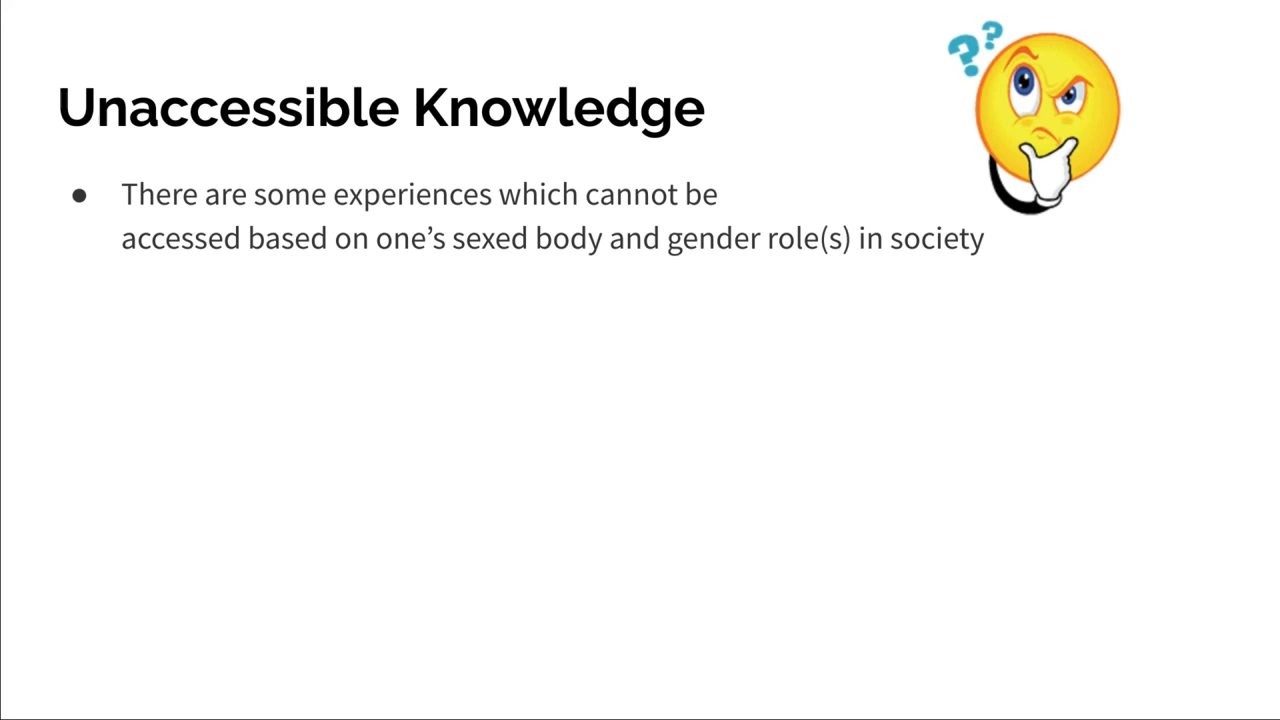 ??
Unaccessible Knowledge
● There are some experiences which cannot be
accessed based on one’s sexed body and gender role(s) in society